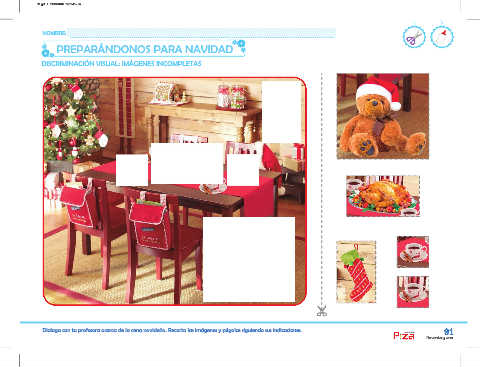 NOMBRE:
PREPARÁNDONOS PARA NAVIDAD
DISCRIMINACIÓN VISUAL: IMÁGENES INCOMPLETAS
Dialoga con tu profesora acerca de la cena navideña. Recorta las imágenes y pégalas siguiendo sus indicaciones.
Pizza
91